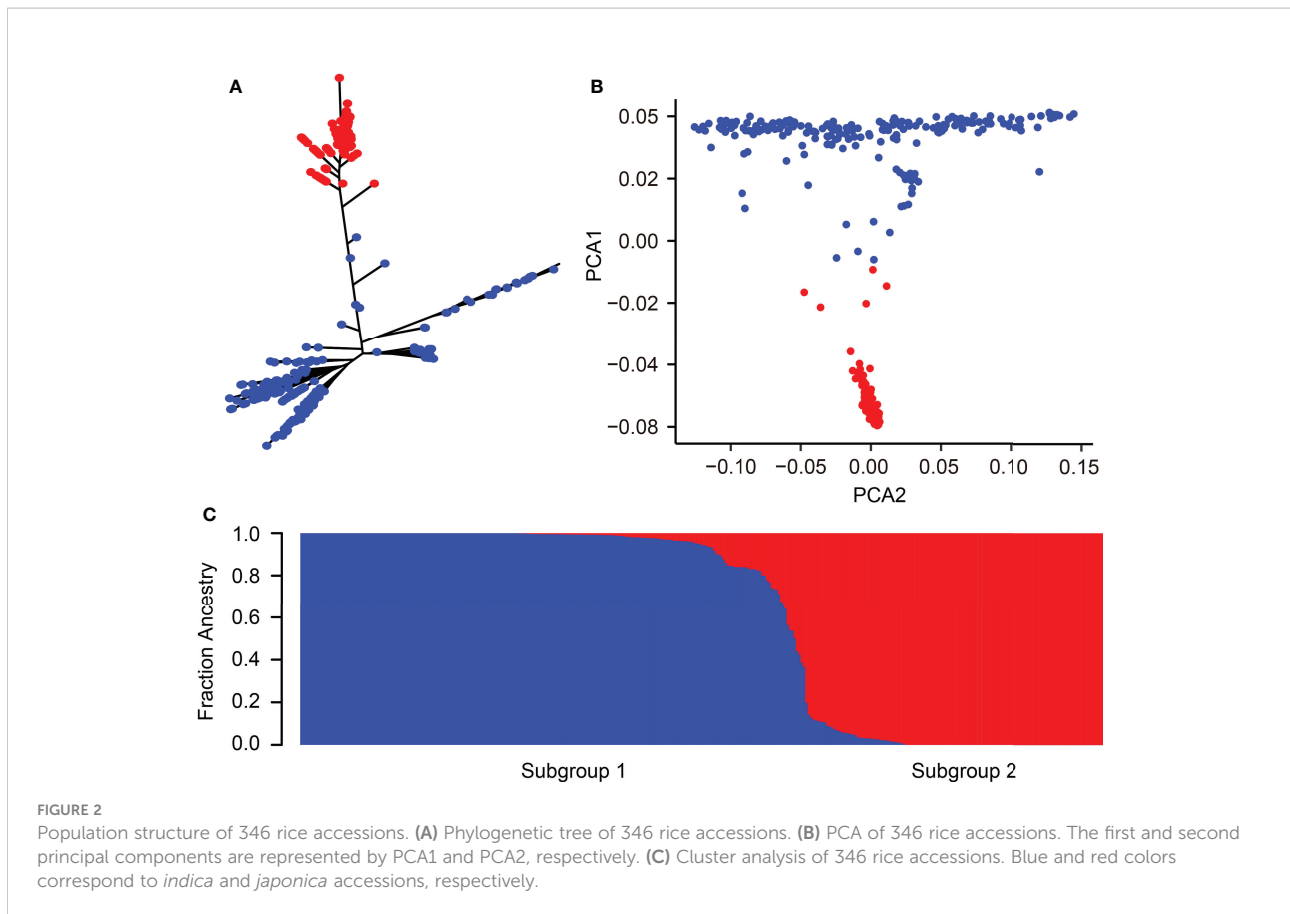 A
B
0.05
0.02
0.00
−0.02
−0.04
−0.08
PCA1
−0.10 −0.05 0.00 0.05 0.10 0.15
PCA2
C
1.0
0.8
0.6
0.4
0.2
0.0
Fraction Ancestry
Subgroup 1 Subgroup 2
FIGURE 2
Population structure of 346 rice accessions. (A) Phylogenetic tree of 346 rice accessions. (B) PCA of 346 rice accessions. The first and second
principal components are represented by PCA1 and PCA2, respectively. (C) Cluster analysis of 346 rice accessions. Blue and red colors
correspond to indica and japonica accessions, respectively.